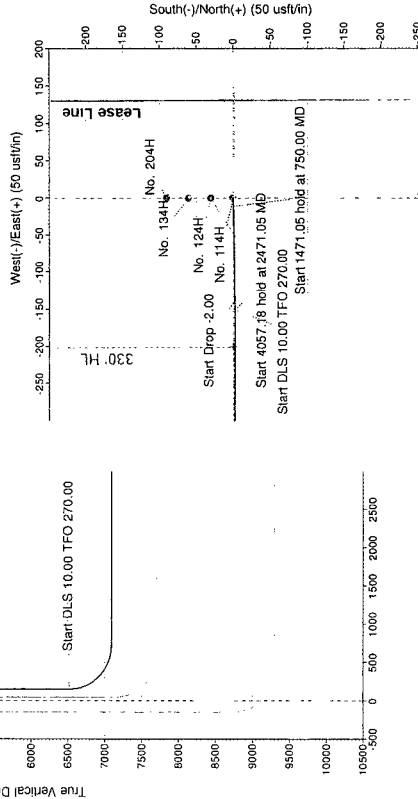 True Vertical D
6000
6500
7000
7500
8000
8500
9000
9500
10000
10500
-500
0
500
1000
1500
2000
2500
Start DLS 10.00 TFO 270.00
West(-)/East(+) (50 usft/in)
-250
-200
-150
-100
-50
0
50
100
150
200
South(-)/North(+) (50 usft/in)
200
150
100
50
0
-50
-100
-150
-200
-250
Lease Line
330' HL
No. 204H
No. 134H
No. 124H
No. 114H
Start Drop -2.00
Start 4057.18 hold at 2471.05 MD
Start DLS 10.00 TFO 270.00
Start 1471.05 hold at 750.00 MD